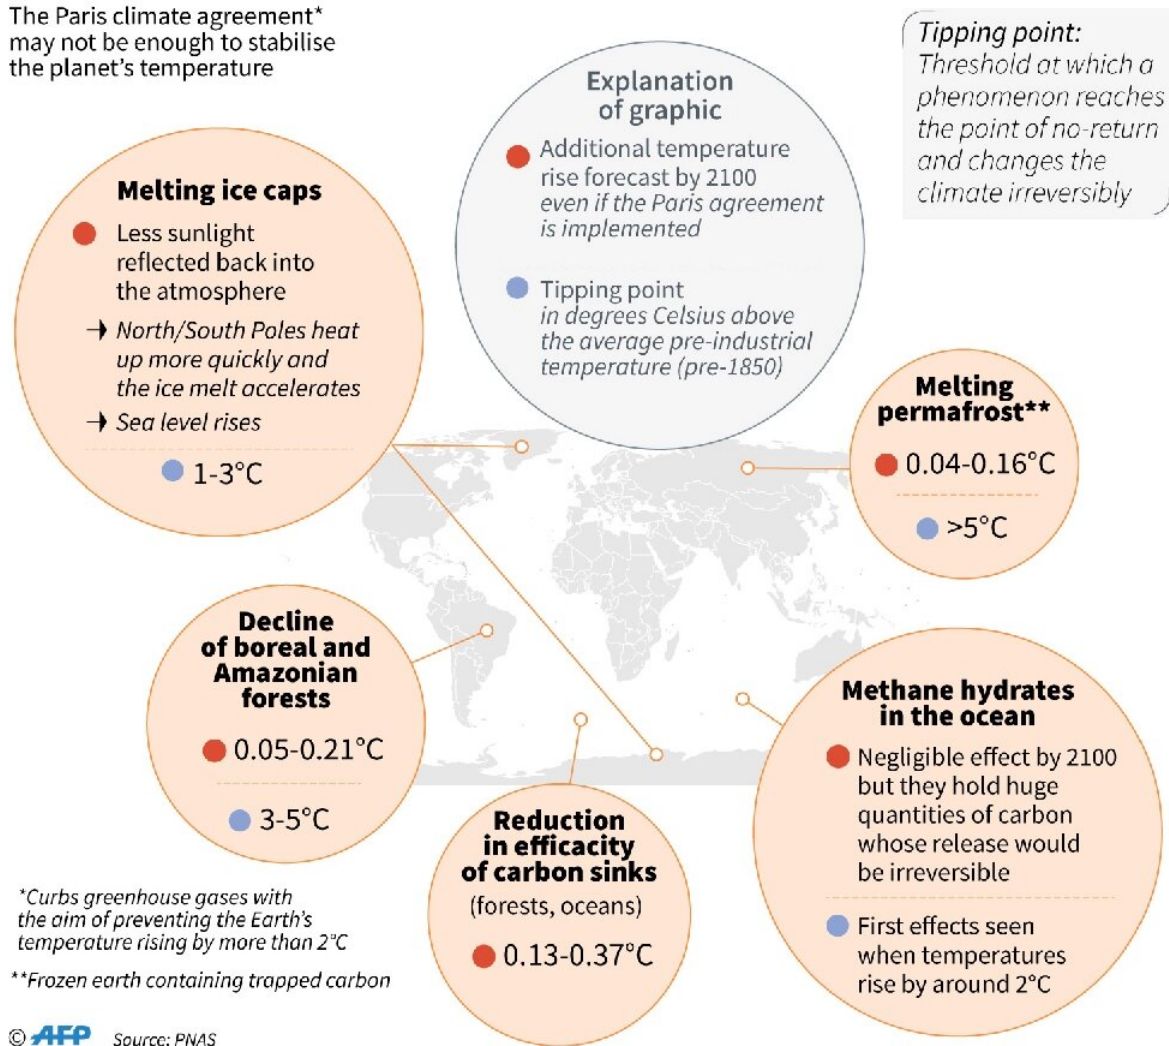 The Paris climate agreement*
may not be enough to stabilise
the planet's temperature
Tipping point:
Threshold at which a
phenomenon reaches
the point of no-return
and changes the
climate irreversibly
Explanation
of graphic
Additional temperature
rise forecast by 2100
even if the Paris agreement
is implemented
Tipping point
in degrees Celsius above
the average pre-industrial
temperature (pre-1850)
Melting ice caps
Less sunlight
reflected back into
the atmosphere
→ North/South Poles heat
up more quickly and
the ice melt accelerates
→ Sea level rises
1-3°C
Melting
permafrost**
0.04-0.16°C
>5°C
Decline
of boreal and
Amazonian
forests
0.05-0.21°C
3-5°C
Reduction
in efficacity
of carbon sinks
(forests, oceans)
0.13-0.37°C
Methane hydrates
in the ocean
Negligible effect by 2100
but they hold huge
quantities of carbon
whose release would
be irreversible
First effects seen
when temperatures
rise by around 2°C
*Curbs greenhouse gases with
the aim of preventing the Earth's
temperature rising by more than 2°C
**Frozen earth containing trapped carbon
© AFP Source: PNAS